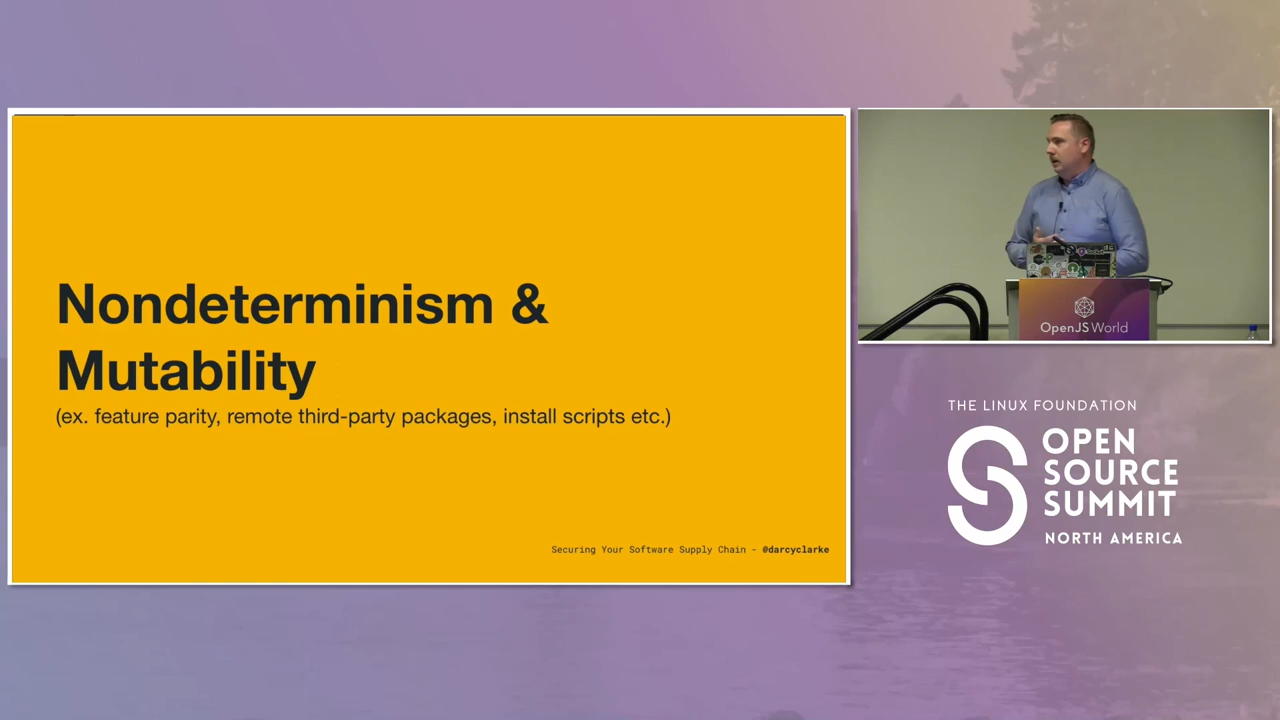 Nondeterminism &
Mutability
(ex. feature parity, remote third-party packages, install scripts etc.)
Securing Your Software Supply Chain - @darcyclarke
OpenJS World
THE LINUX FOUNDATION
OPEN
SOURCE
SUMMIT
NORTH AMERICA